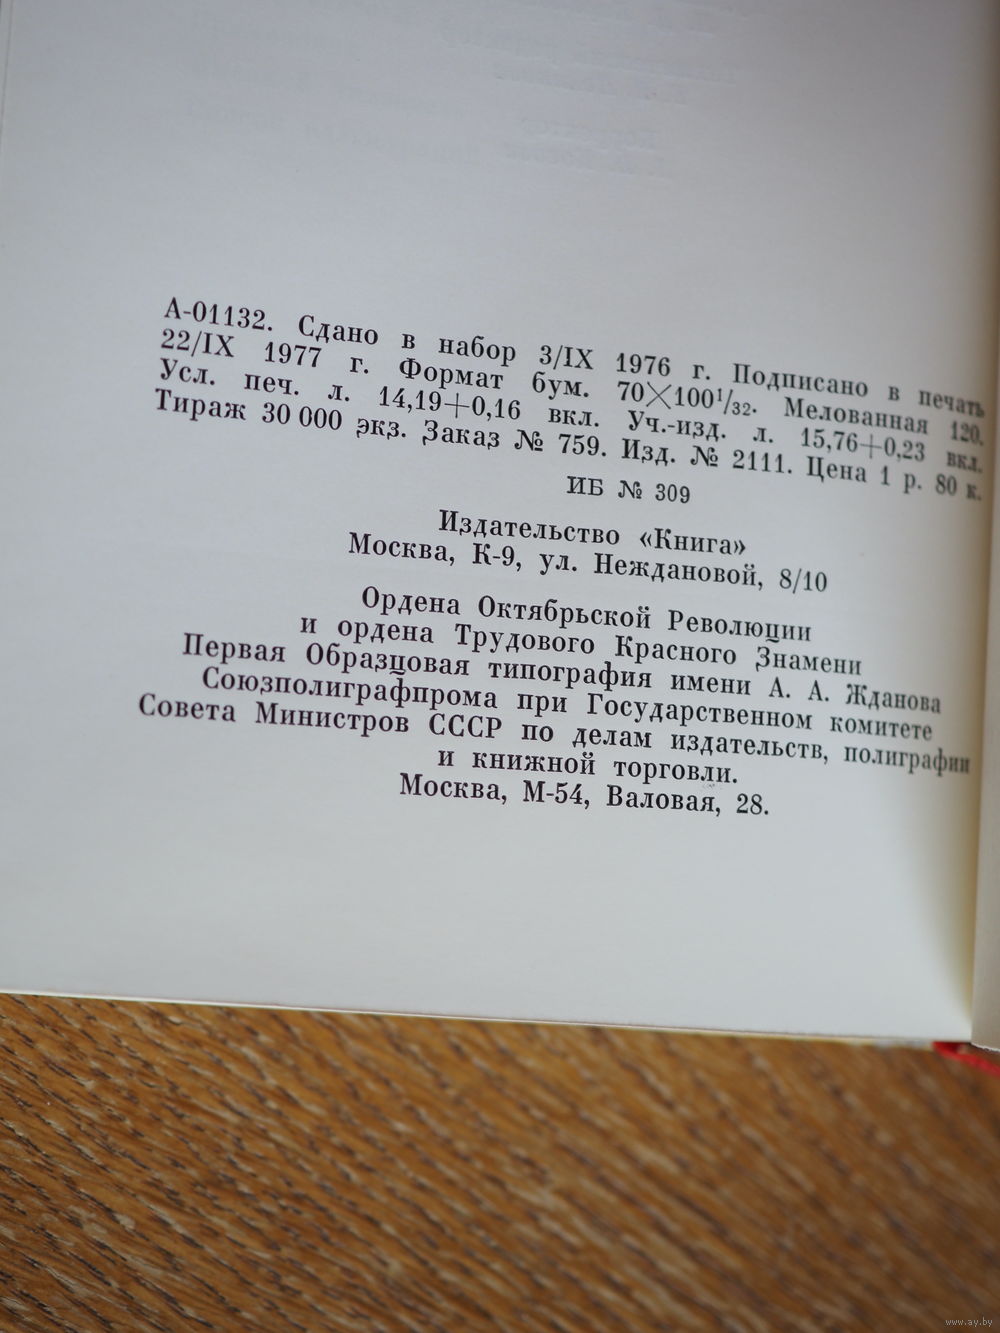 А-01132. Сдано в набор 3/IX 1976 г. Подписано в печать
22/IX 1977 г. Формат бум. 70×100¹/₃₂. Мелованная 120.
Усл. печ. л. 14,19+0,16 вкл. Уч.-изд. л. 15,76+0,23 вкл.
Тираж 30 000 экз. Заказ № 759. Изд. № 2111. Цена 1 р. 80 к.
ИБ № 309
Издательство «Книга»
Москва, К-9, ул. Неждановой, 8/10
Ордена Октябрьской Революции
и ордена Трудового Красного Знамени
Первая Образцовая типография имени А. А. Жданова
Союзполиграфпрома при Государственном комитете
Совета Министров СССР по делам издательств, полиграфии
и книжной торговли.
Москва, М-54, Валовая, 28.
www.ay.by